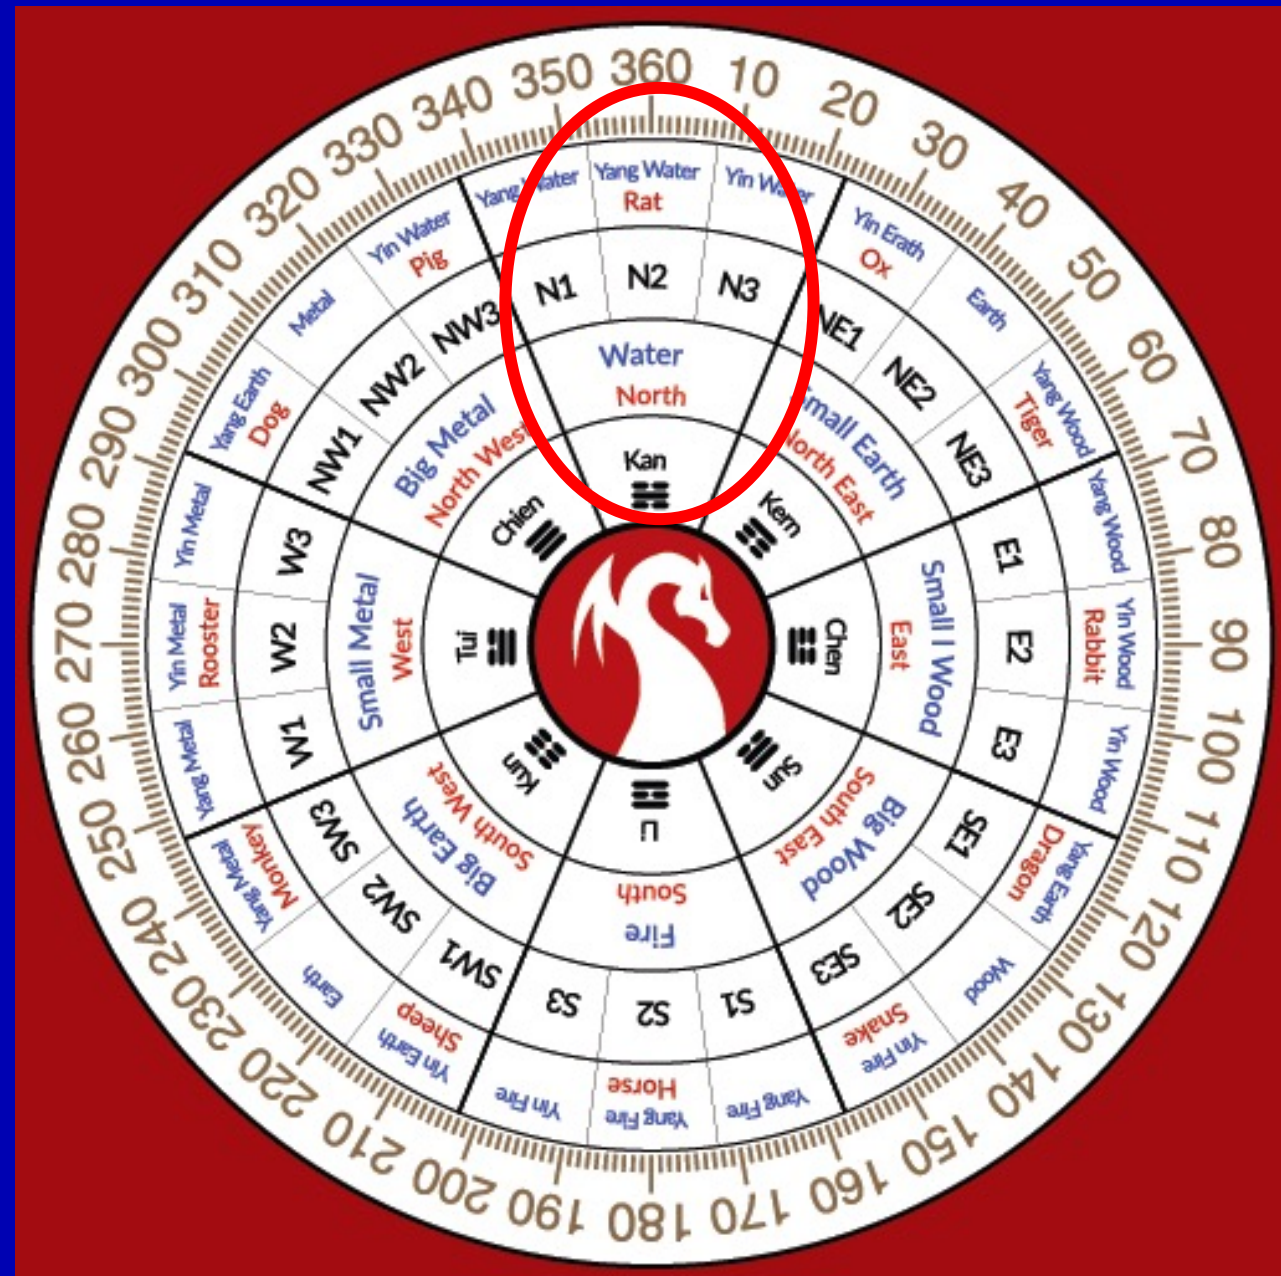 360
10
20
30
40
50
60
70
80
90
100
110
120
130
140
150
160
170
180
190
200
210
220
230
240
250
260
270
280
290
300
310
320
330
340
350
Yang Water
Rat
Yin Water
Yin Erath
Ox
Earth
Yang Wood
Tiger
Yang Wood
Yin Wood
Rabbit
Yin Wood
Yang Earth
Dragon
Wood
Yin Fire
Snake
Yang Fire
Yang Fire
Horse
Yin Fire
Yin Earth
Sheep
Earth
Yang Metal
Monkey
Yang Metal
Yin Metal
Rooster
Yin Metal
Yang Earth
Dog
Metal
Yin Water
Pig
Yang Water
N1
N2
N3
NE1
NE2
NE3
E1
E2
E3
SE1
SE2
SE3
S1
S2
S3
SW1
SW2
SW3
W1
W2
W3
NW1
NW2
NW3
Water
North
Small Earth
North East
Small I Wood
East
Big Wood
South East
Fire
South
Big Earth
South West
Small Metal
West
Big Metal
North West
Kan
Kern
Chen
Sun
Li
Kun
Tui
Chien